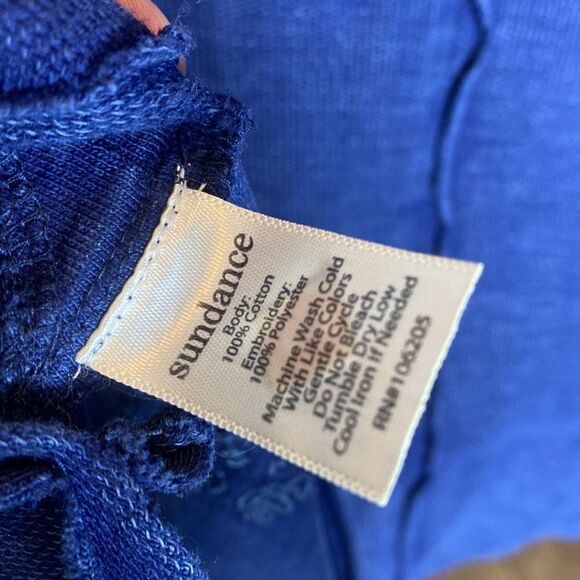 sundance
Body:
100% Cotton
Embroidery:
100% Polyester
Machine Wash Cold
With Like Colors
Gentle Cycle
Do Not Bleach
Tumble Dry Low
Cool Iron If Needed
RN#106205